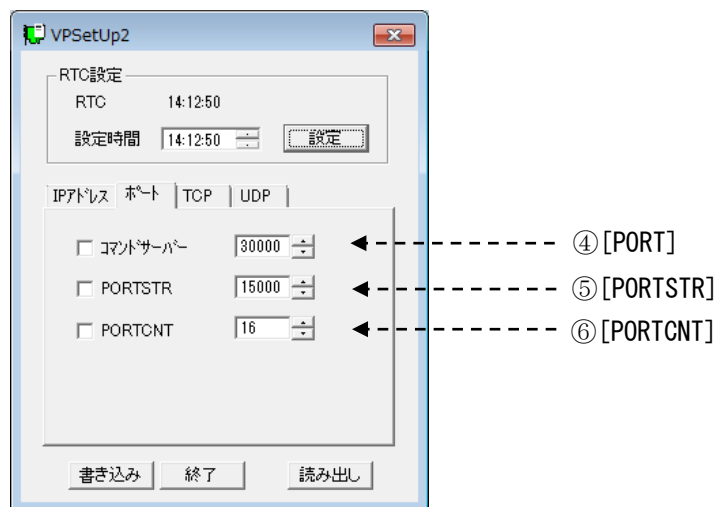 VPSetUp2
RTC設定
RTC 14:12:50
設定時間 14:12:50 設定
IPアドレス ポート TCP UDP
コマンドサーバー 30000 ④[PORT]
PORTSTR 15000 ⑤[PORTSTR]
PORTCNT 16 ⑥[PORTCNT]
書き込み 終了 読み出し